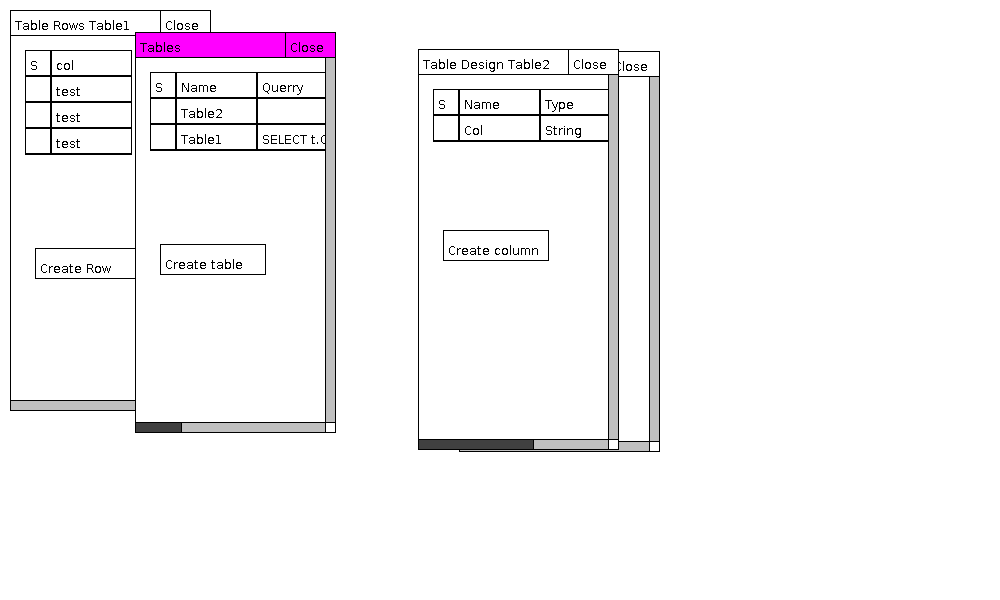 Table Rows Table1 Close
S col
test
test
test
Create Row
Tables Close
S Name Querry
Table2
Table1 SELECT t.
Create table
Table Design Table2 Close
S Name Type
Col String
Create column
Close